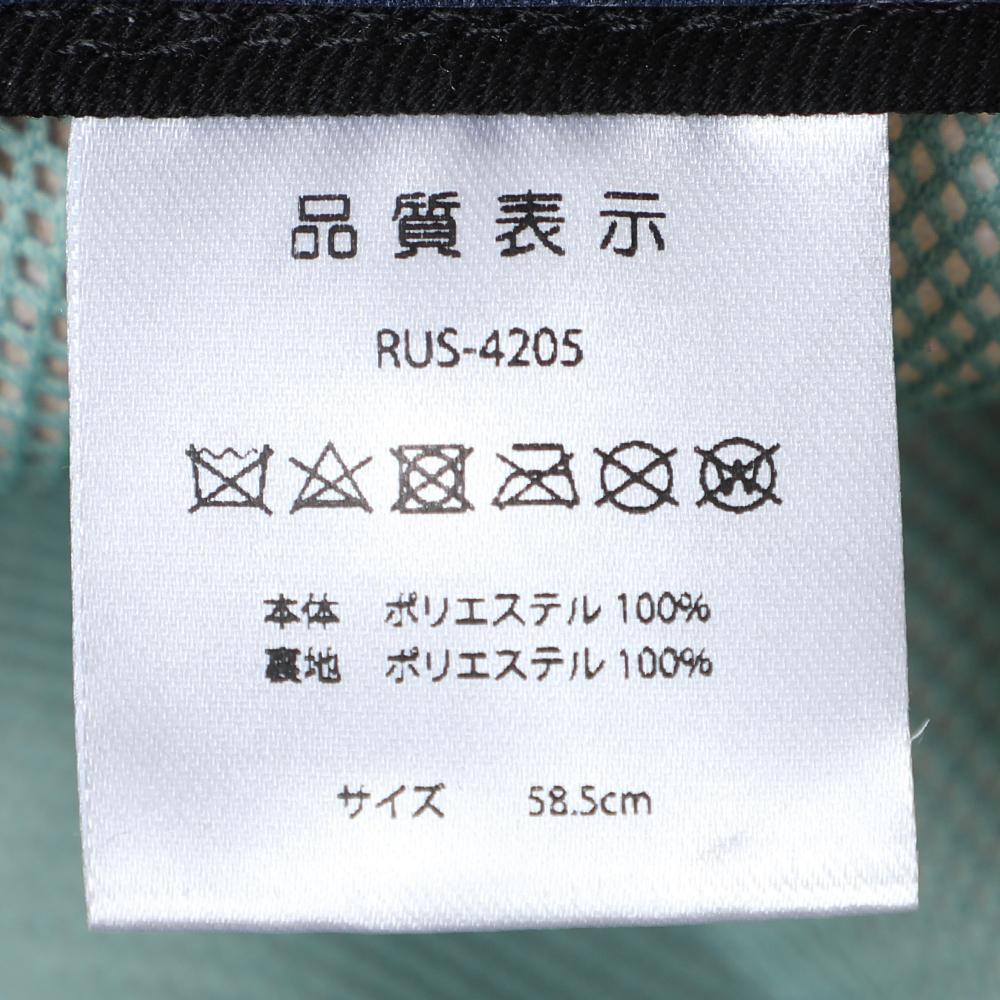 品質表示
RUS-4205
W
本体 ポリエステル 100%
裏地 ポリエステル 100%
サイズ 58.5cm